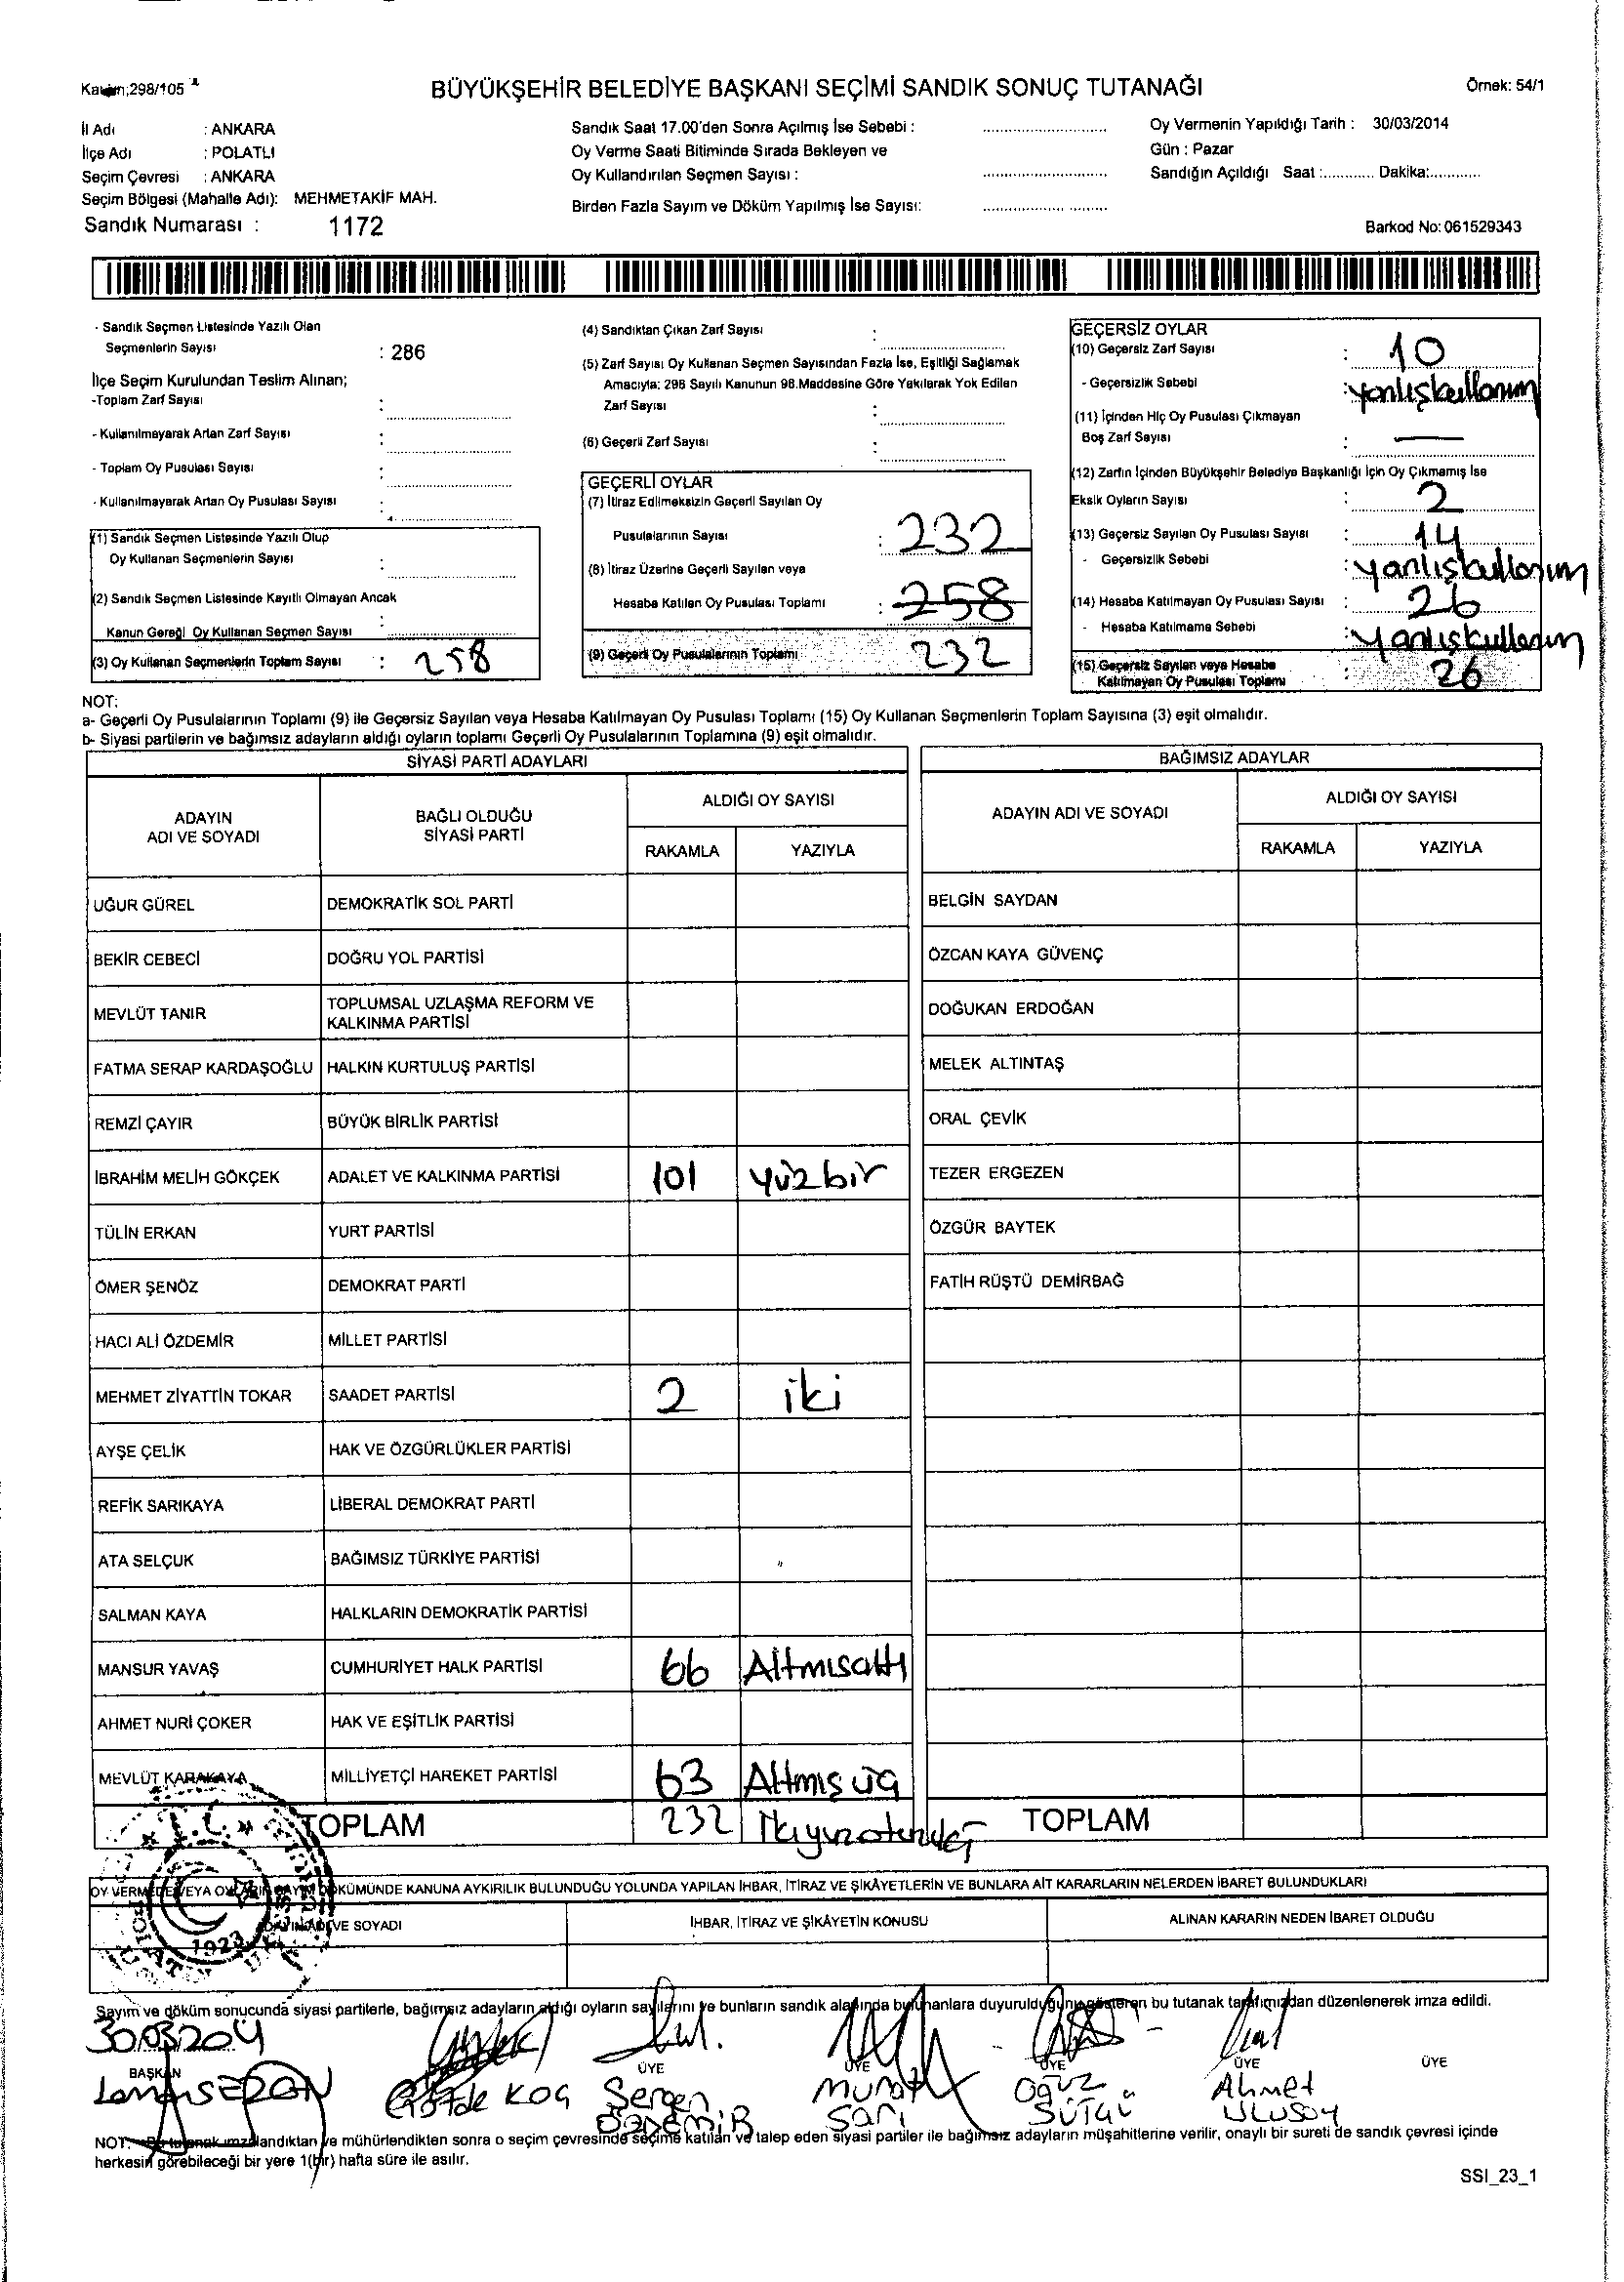 Kanun;298/105
BÜYÜKŞEHİR BELEDİYE BAŞKANI SEÇİMİ SANDIK SONUÇ TUTANAĞI
Örnek: 54/1
İl Adı : ANKARA
İlçe Adı : POLATLI
Seçim Çevresi : ANKARA
Seçim Bölgesi (Mahalle Adı): MEHMETAKİF MAH.
Sandık Numarası : 1172
Sandık Saat 17.00'den Sonra Açılmış İse Sebebi :
Oy Verme Saati Bitiminde Sırada Bekleyen ve
Oy Kullandırılan Seçmen Sayısı :
Birden Fazla Sayım ve Döküm Yapılmış İse Sayısı:
Oy Vermenin Yapıldığı Tarih : 30/03/2014
Gün : Pazar
Sandığın Açıldığı Saat :............ Dakika:............
Barkod No: 061529343
- Sandık Seçmen Listesinde Yazılı Olan
Seçmenlerin Sayısı : 286
İlçe Seçim Kurulundan Teslim Alınan;
-Toplam Zarf Sayısı :
- Kullanılmayarak Artan Zarf Sayısı :
- Toplam Oy Pusulası Sayısı :
- Kullanılmayarak Artan Oy Pusulası Sayısı :
(1) Sandık Seçmen Listesinde Yazılı Olup
Oy Kullanan Seçmenlerin Sayısı :
(2) Sandık Seçmen Listesinde Kayıtlı Olmayan Ancak
Kanun Gereği Oy Kullanan Seçmen Sayısı :
(3) Oy Kullanan Seçmenlerin Toplam Sayısı : 258
(4) Sandıktan Çıkan Zarf Sayısı :
(5) Zarf Sayısı Oy Kullanan Seçmen Sayısından Fazla İse, Eşitliği Sağlamak
Amacıyla: 298 Sayılı Kanunun 98.Maddesine Göre Yakılarak Yok Edilen
Zarf Sayısı :
(6) Geçerli Zarf Sayısı :
GEÇERLİ OYLAR
(7) İtiraz Edilmeksizin Geçerli Sayılan Oy
Pusulalarının Sayısı : 232
(8) İtiraz Üzerine Geçerli Sayılan veya
Hesaba Katılan Oy Pusulası Toplamı : 258
(9) Geçerli Oy Pusulalarının Toplamı : 232
GEÇERSİZ OYLAR
(10) Geçersiz Zarf Sayısı : 10
- Geçersizlik Sebebi : yanlışkullanım
(11) İçinden Hiç Oy Pusulası Çıkmayan
Boş Zarf Sayısı : —
(12) Zarfın İçinden Büyükşehir Belediye Başkanlığı İçin Oy Çıkmamış İse
Eksik Oyların Sayısı : 2
(13) Geçersiz Sayılan Oy Pusulası Sayısı : 14
- Geçersizlik Sebebi : yanlışkullanım
(14) Hesaba Katılmayan Oy Pusulası Sayısı : 26
- Hesaba Katılmama Sebebi : yanlışkullanım
(15) Geçersiz Sayılan veya Hesaba
Katılmayan Oy Pusulası Toplamı : 26
NOT:
a- Geçerli Oy Pusulalarının Toplamı (9) ile Geçersiz Sayılan veya Hesaba Katılmayan Oy Pusulası Toplamı (15) Oy Kullanan Seçmenlerin Toplam Sayısına (3) eşit olmalıdır.
b- Siyasi partilerin ve bağımsız adayların aldığı oyların toplamı Geçerli Oy Pusulalarının Toplamına (9) eşit olmalıdır.
SİYASİ PARTİ ADAYLARI
ADAYIN ADI VE SOYADI
BAĞLI OLDUĞU SİYASİ PARTİ
ALDIĞI OY SAYISI
RAKAMLA YAZIYLA
UĞUR GÜREL DEMOKRATİK SOL PARTİ
BEKİR CEBECİ DOĞRU YOL PARTİSİ
MEVLÜT TANIR TOPLUMSAL UZLAŞMA REFORM VE KALKINMA PARTİSİ
FATMA SERAP KARDAŞOĞLU HALKIN KURTULUŞ PARTİSİ
REMZİ ÇAYIR BÜYÜK BİRLİK PARTİSİ
İBRAHİM MELİH GÖKÇEK ADALET VE KALKINMA PARTİSİ 101 yüzbir
TÜLİN ERKAN YURT PARTİSİ
ÖMER ŞENÖZ DEMOKRAT PARTİ
HACI ALİ ÖZDEMİR MİLLET PARTİSİ
MEHMET ZİYATTİN TOKAR SAADET PARTİSİ 2 iki
AYŞE ÇELİK HAK VE ÖZGÜRLÜKLER PARTİSİ
REFİK SARIKAYA LİBERAL DEMOKRAT PARTİ
ATA SELÇUK BAĞIMSIZ TÜRKİYE PARTİSİ
SALMAN KAYA HALKLARIN DEMOKRATİK PARTİSİ
MANSUR YAVAŞ CUMHURİYET HALK PARTİSİ 66 Altmışaltı
AHMET NURİ ÇOKER HAK VE EŞİTLİK PARTİSİ
MEVLÜT KARAKAYA MİLLİYETÇİ HAREKET PARTİSİ 63 Altmış üç
TOPLAM 232
BAĞIMSIZ ADAYLAR
ADAYIN ADI VE SOYADI
ALDIĞI OY SAYISI
RAKAMLA YAZIYLA
BELGİN SAYDAN
ÖZCAN KAYA GÜVENÇ
DOĞUKAN ERDOĞAN
MELEK ALTINTAŞ
ORAL ÇEVİK
TEZER ERGEZEN
ÖZGÜR BAYTEK
FATİH RÜŞTÜ DEMİRBAĞ
TOPLAM
OY VERMEDE VEYA OYLARIN SAYIM DÖKÜMÜNDE KANUNA AYKIRILIK BULUNDUĞU YOLUNDA YAPILAN İHBAR, İTİRAZ VE ŞİKÂYETLERİN VE BUNLARA AİT KARARLARIN NELERDEN İBARET BULUNDUKLARI
ADI VE SOYADI
İHBAR, İTİRAZ VE ŞİKÂYETİN KONUSU
ALINAN KARARIN NEDEN İBARET OLDUĞU
1923
Sayım ve döküm sonucunda siyasi partilerle, bağımsız adayların aldığı oyların sayılarını ve bunların sandık alanında bulunanlara duyurulduğunu gösteren bu tutanak tarafımızdan düzenlenerek imza edildi.
30.03.2014
BAŞKAN ÜYE ÜYE ÜYE ÜYE ÜYE
KOÇ
Sergen ÖZDEMİR
Murat Sarı
Oğuz SÜTÇÜ
Ahmet ULUSOY
NOT: Bu tutanak imzalandıktan ve mühürlendikten sonra o seçim çevresinde seçime katılan ve talep eden siyasi partiler ile bağımsız adayların müşahitlerine verilir, onaylı bir sureti de sandık çevresi içinde
herkesin görebileceği bir yere 1(bir) hafta süre ile asılır.
SSI_23_1